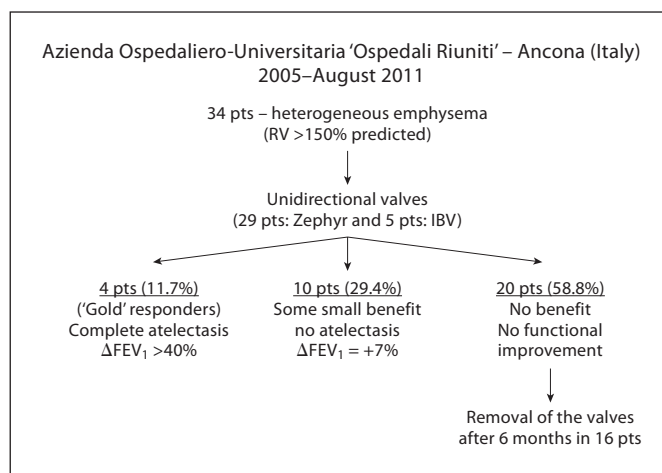 Azienda Ospedaliero-Universitaria ‘Ospedali Riuniti’ – Ancona (Italy)
2005–August 2011
34 pts – heterogeneous emphysema
(RV >150% predicted)
Unidirectional valves
(29 pts: Zephyr and 5 pts: IBV)
4 pts (11.7%)
(‘Gold’ responders)
Complete atelectasis
ΔFEV₁ >40%
10 pts (29.4%)
Some small benefit
no atelectasis
ΔFEV₁ = +7%
20 pts (58.8%)
No benefit
No functional
improvement
Removal of the valves
after 6 months in 16 pts